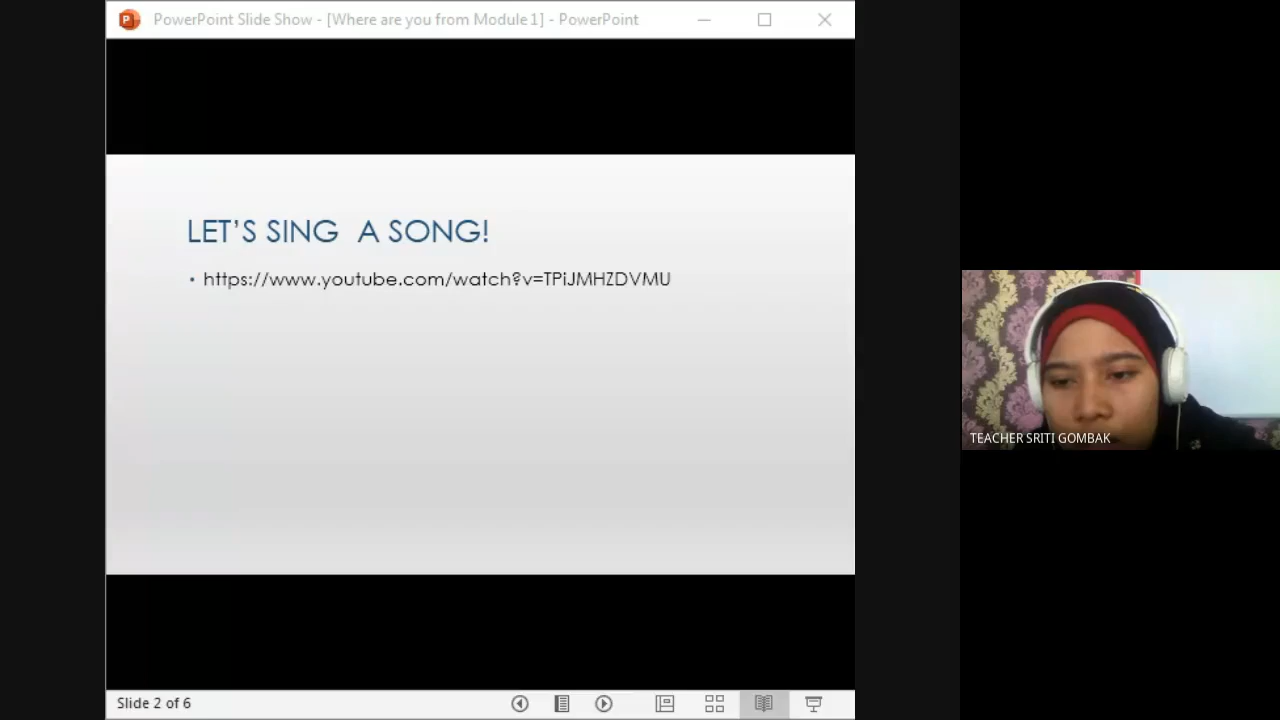 PowerPoint Slide Show - [Where are you from Module 1] - PowerPoint
LET'S SING  A SONG!
• https://www.youtube.com/watch?v=TPiJMHZDVMU
TEACHER SRITI GOMBAK
Slide 2 of 6